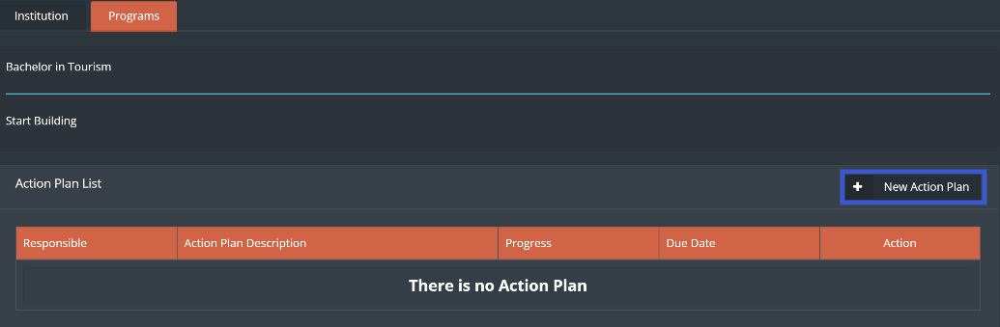 Institution Programs
Bachelor in Tourism
Start Building
Action Plan List
New Action Plan
Responsible Action Plan Description Progress Due Date Action
There is no Action Plan